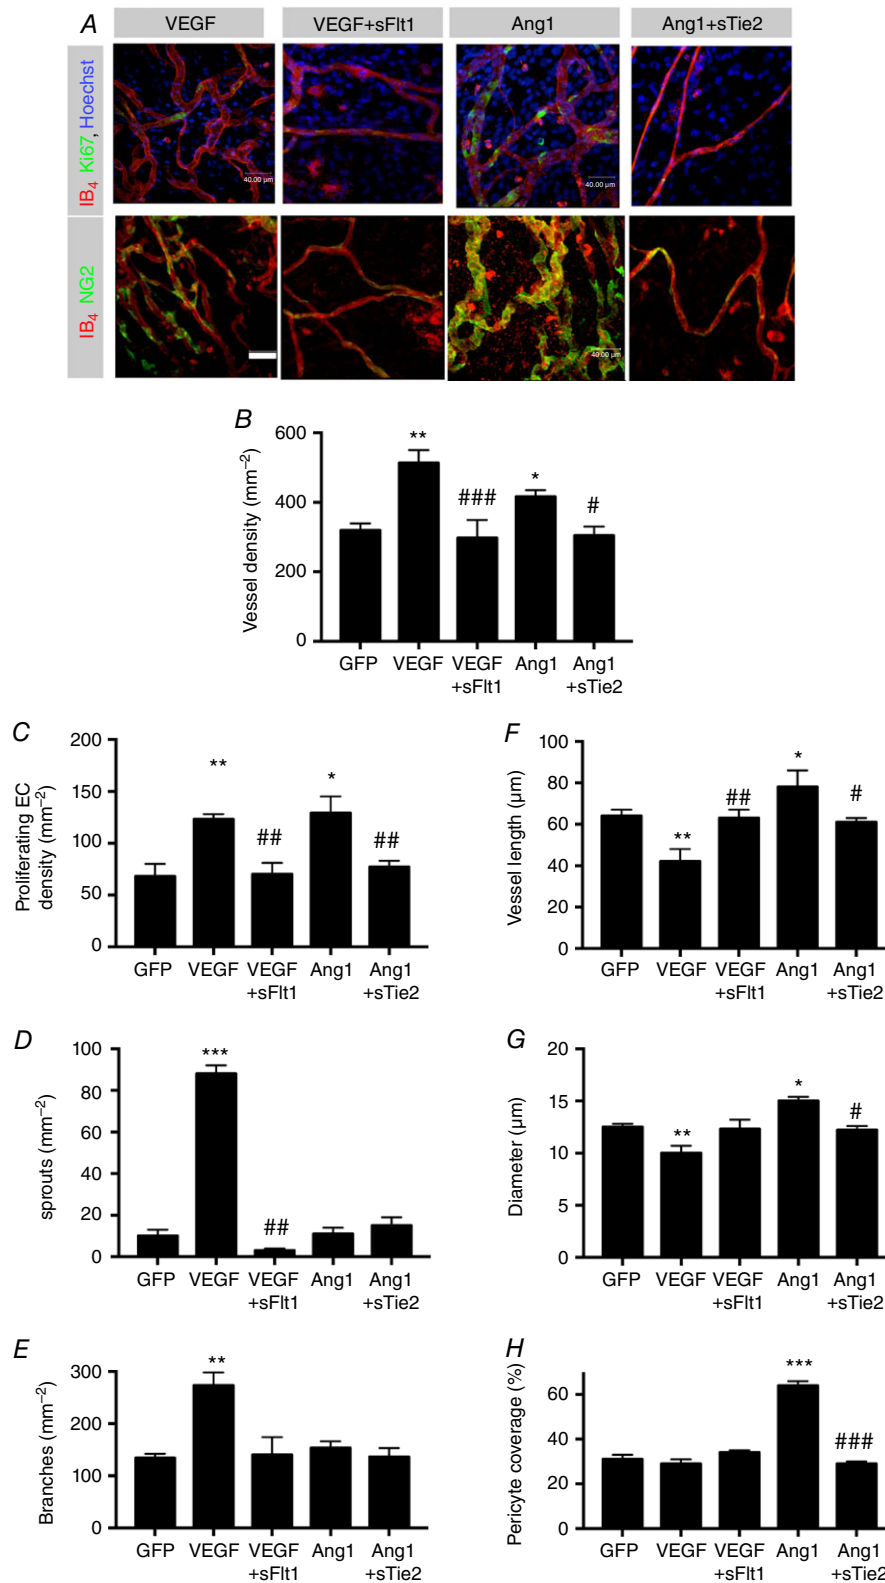 A
VEGF
VEGF+sFlt1
Ang1
Ang1+sTie2
IB4 Ki67, Hoechst
40.00 µm
40.00 µm
40.00 µm
IB4 NG2
40.00 µm
B
Vessel density (mm−2)
600
400
200
0
**
###
*
#
GFP
VEGF
VEGF
+sFlt1
Ang1
Ang1
+sTie2
C
Proliferating EC
density (mm−2)
200
150
100
50
0
**
##
*
##
GFP
VEGF
VEGF
+sFlt1
Ang1
Ang1
+sTie2
F
Vessel length (µm)
100
80
60
40
20
0
**
##
*
#
GFP
VEGF
VEGF
+sFlt1
Ang1
Ang1
+sTie2
D
sprouts (mm−2)
100
80
60
40
20
0
***
##
GFP
VEGF
VEGF
+sFlt1
Ang1
Ang1
+sTie2
G
Diameter (µm)
20
15
10
5
0
**
*
#
GFP
VEGF
VEGF
+sFlt1
Ang1
Ang1
+sTie2
E
Branches (mm−2)
300
200
100
0
**
GFP
VEGF
VEGF
+sFlt1
Ang1
Ang1
+sTie2
H
Pericyte coverage (%)
60
40
20
0
***
###
GFP
VEGF
VEGF
+sFlt1
Ang1
Ang1
+sTie2